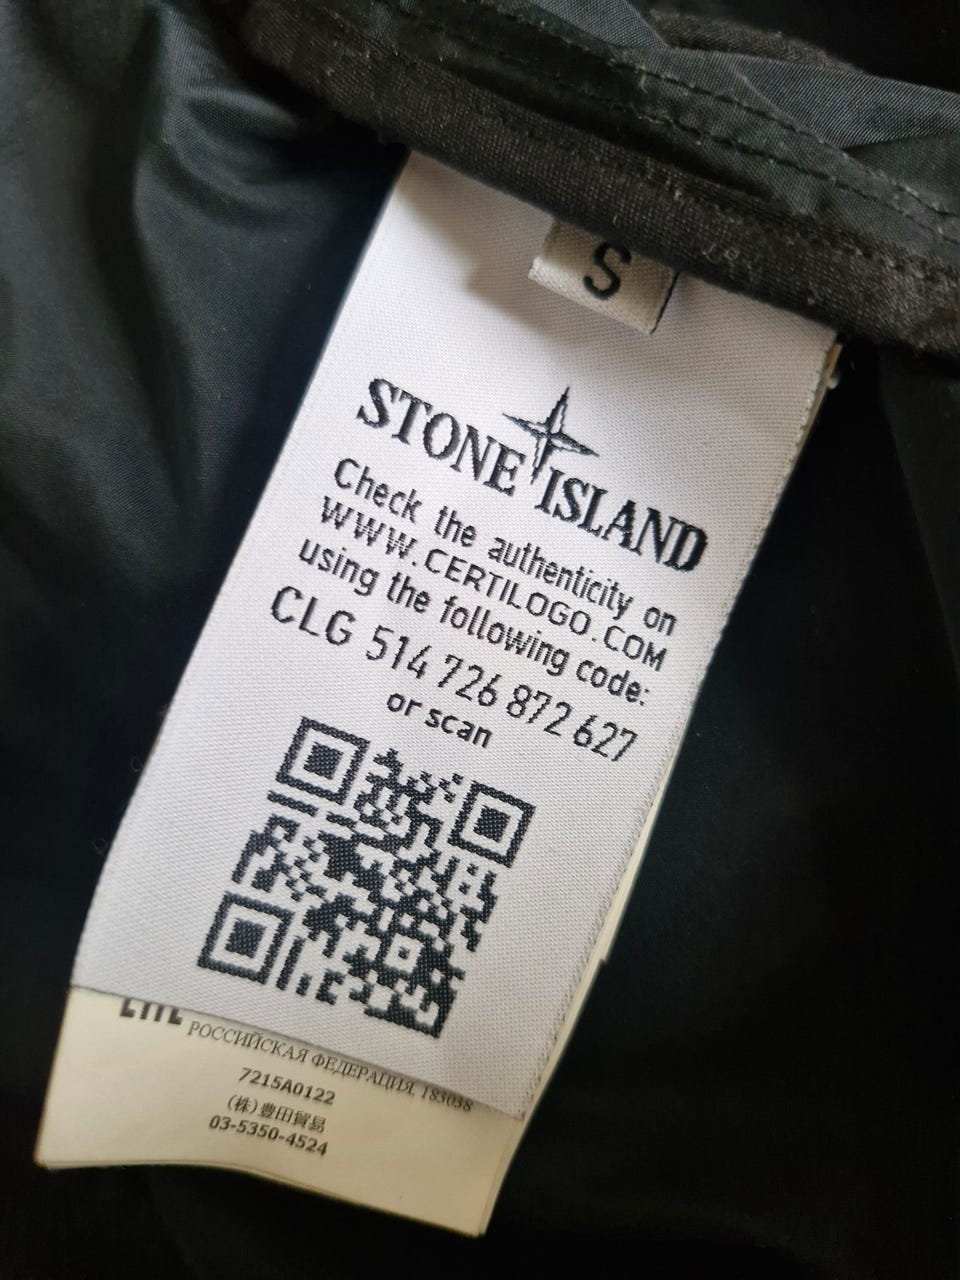 S
STONE ISLAND
Check the authenticity on
WWW.CERTILOGO.COM
using the following code:
CLG 514 726 872 627
or scan
РОССИЙСКАЯ ФЕДЕРАЦИЯ, 183038
7215A0122
(株)豊田貿易
03-5350-4524